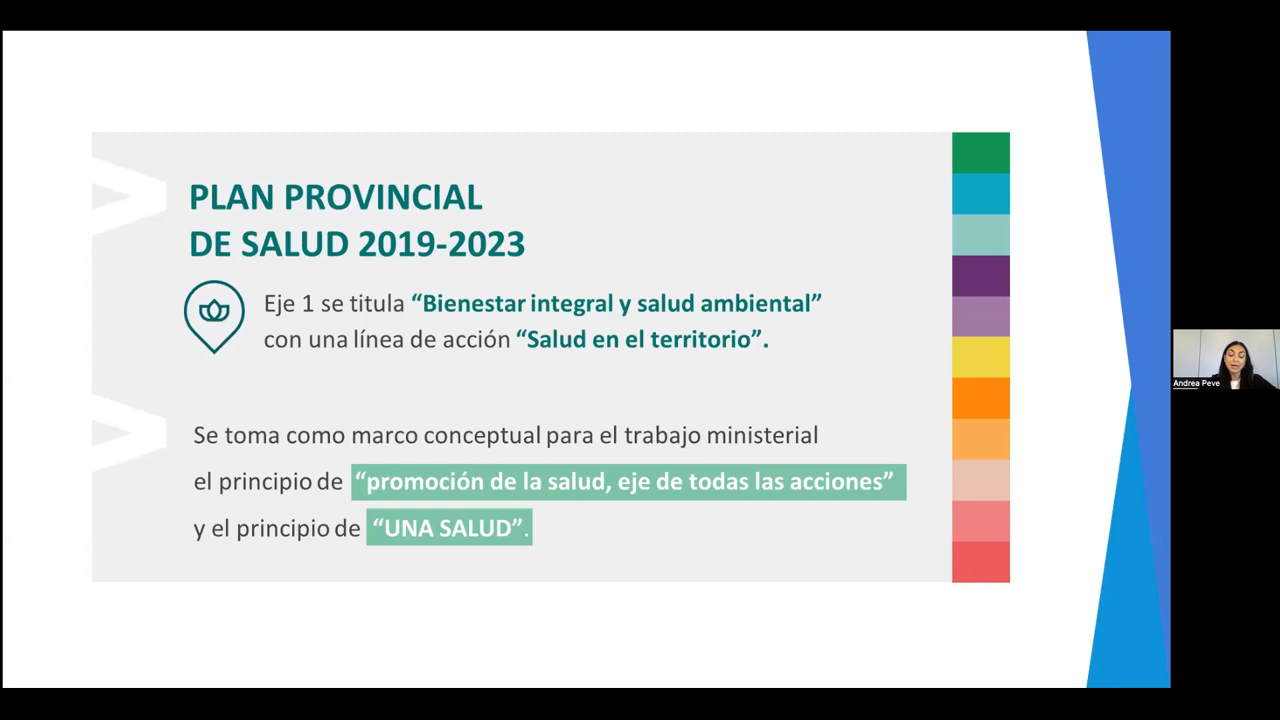 PLAN PROVINCIAL
DE SALUD 2019-2023
Eje 1 se titula “Bienestar integral y salud ambiental”
con una línea de acción “Salud en el territorio”.
Se toma como marco conceptual para el trabajo ministerial
el principio de “promoción de la salud, eje de todas las acciones”
y el principio de “UNA SALUD”.
Andrea Peve